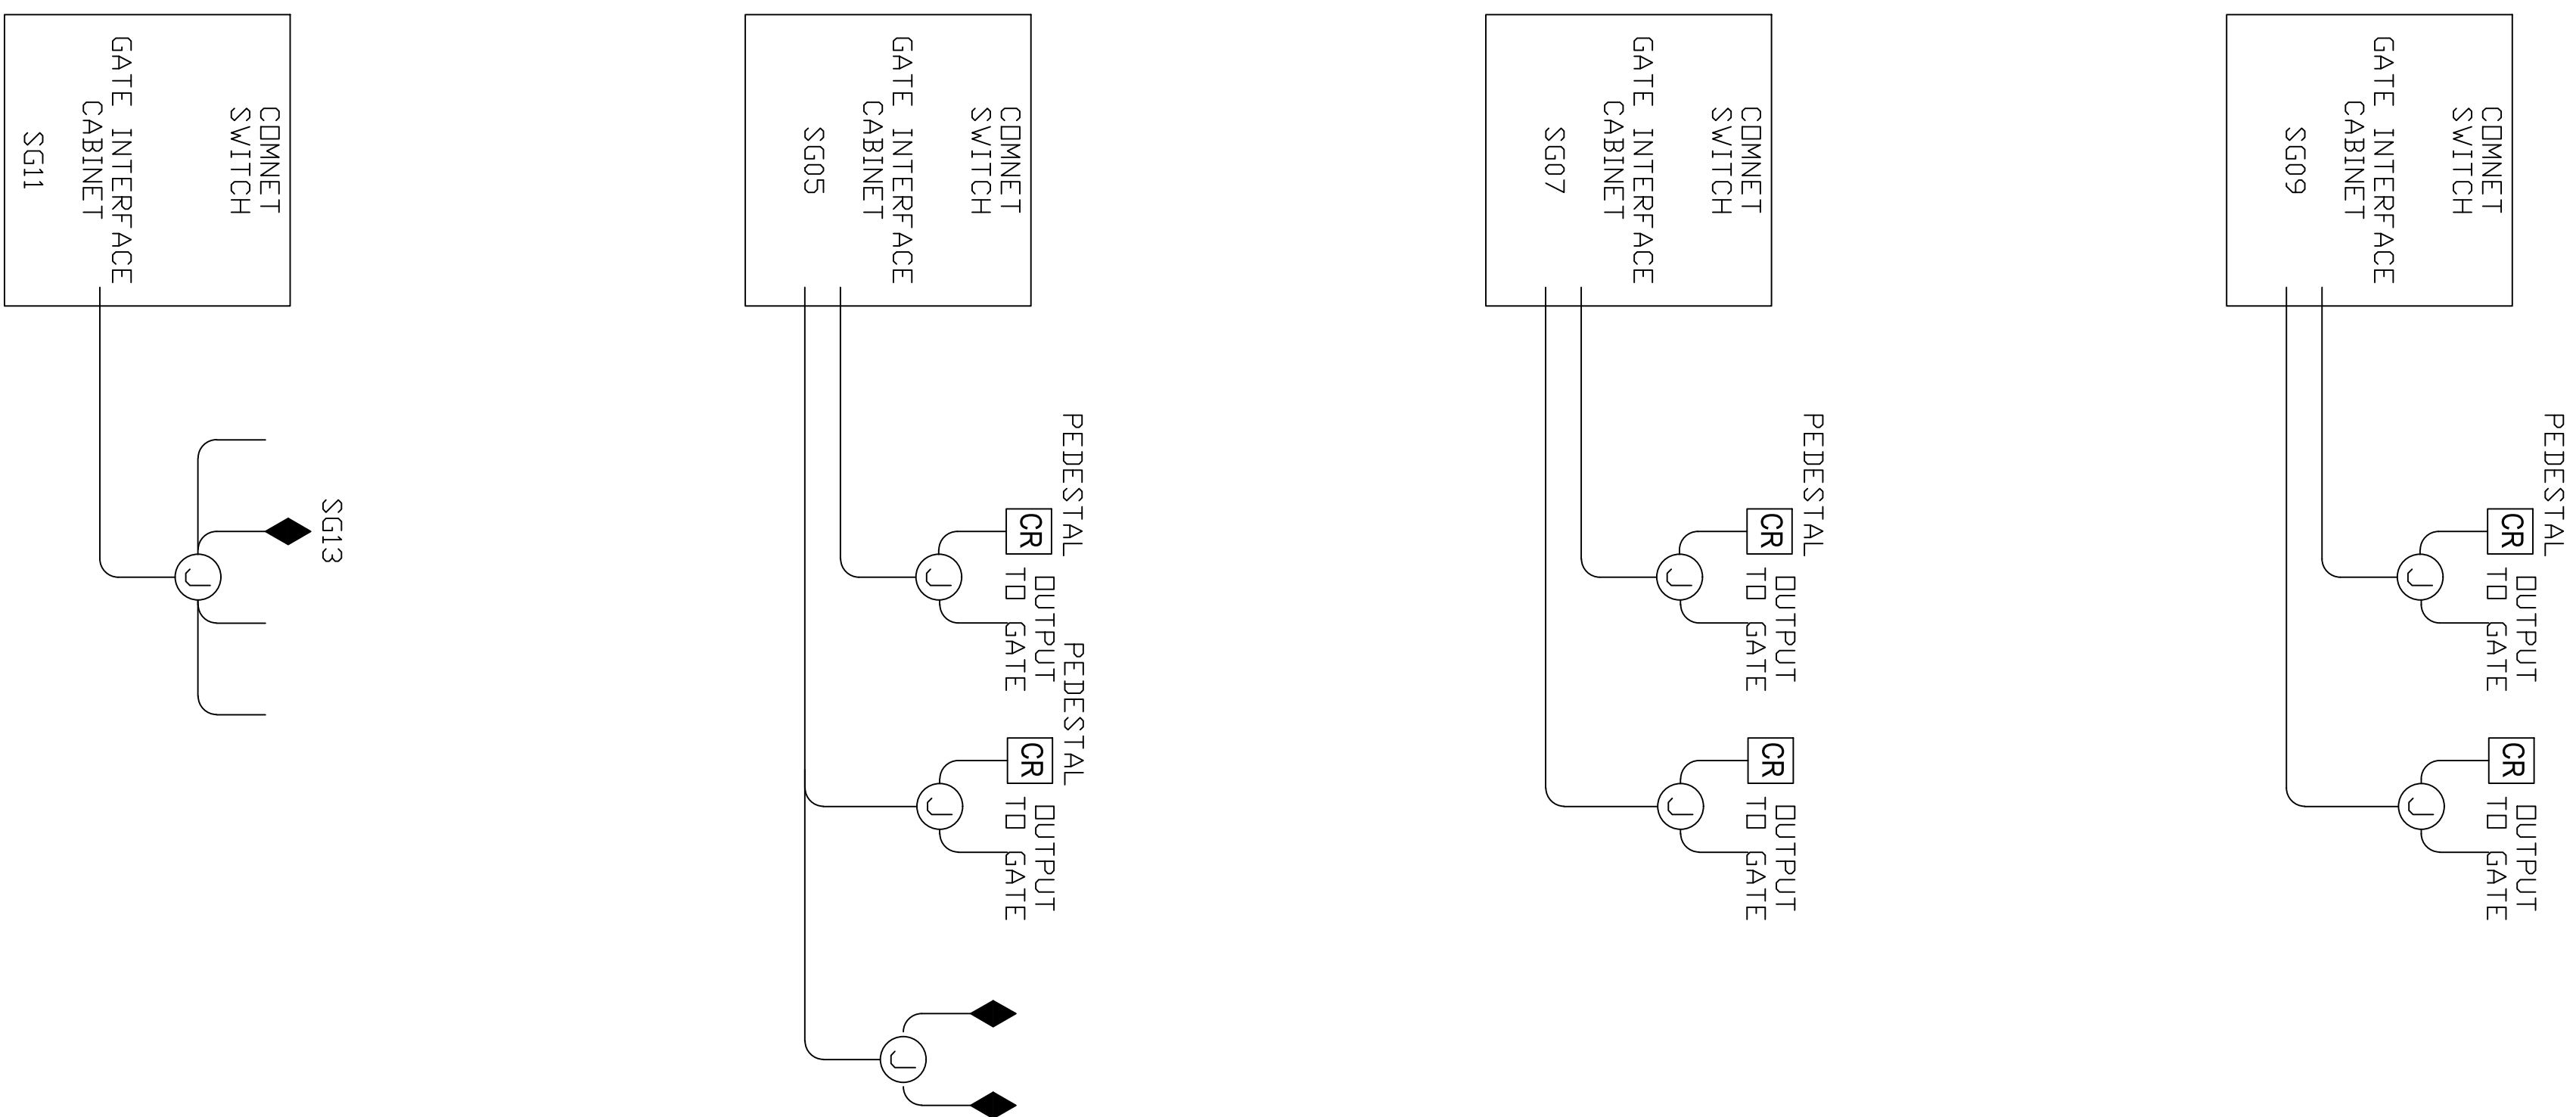 COMNET
SWITCH
GATE INTERFACE
CABINET
SG09
PEDESTAL
CR
OUTPUT
TO GATE
J
CR
OUTPUT
TO GATE
J
COMNET
SWITCH
GATE INTERFACE
CABINET
SG07
PEDESTAL
CR
OUTPUT
TO GATE
J
CR
OUTPUT
TO GATE
J
COMNET
SWITCH
GATE INTERFACE
CABINET
SG05
PEDESTAL
CR
OUTPUT
TO GATE
J
PEDESTAL
CR
OUTPUT
TO GATE
J
J
COMNET
SWITCH
GATE INTERFACE
CABINET
SG11
SG13
J